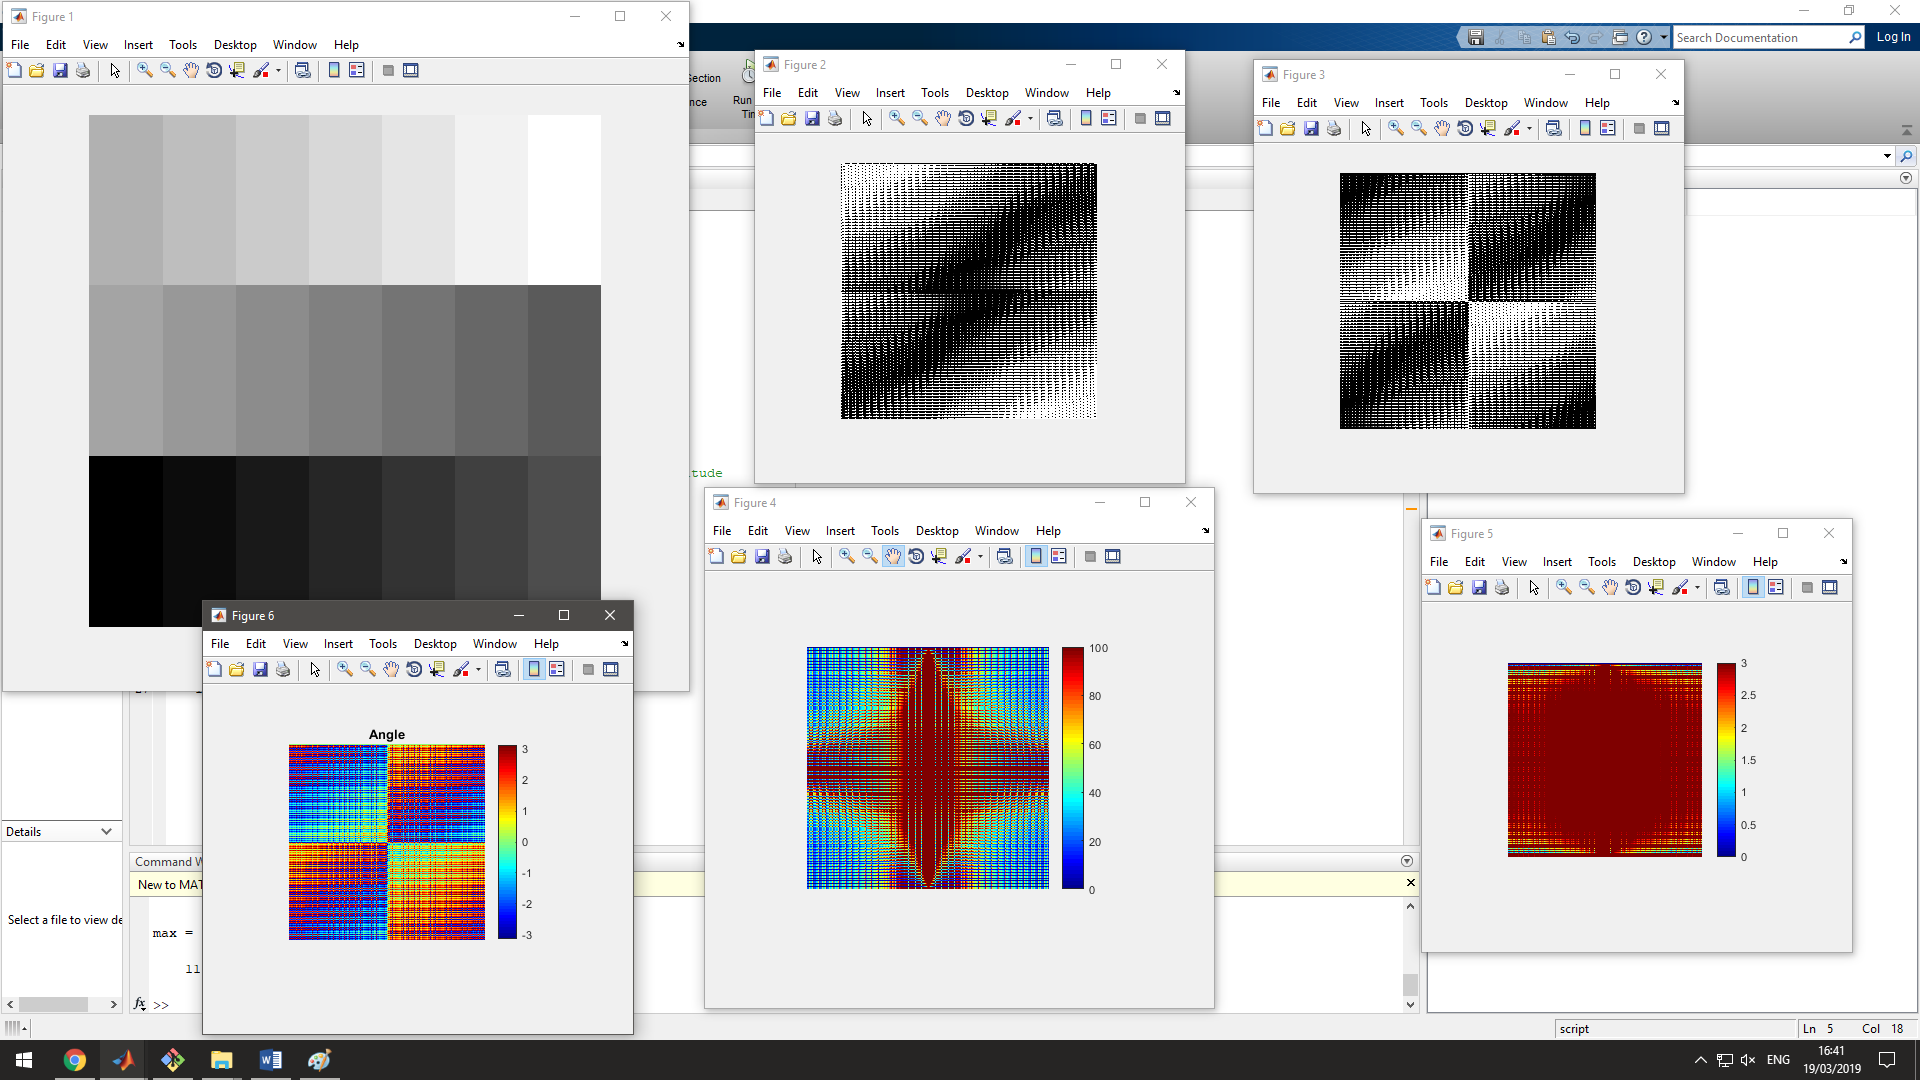 Figure 1
File Edit View Insert Tools Desktop Window Help
Search Documentation
Log In
ection
nce
Run
Tin
Figure 2
File Edit View Insert Tools Desktop Window Help
Figure 3
File Edit View Insert Tools Desktop Window Help
tude
Figure 4
File Edit View Insert Tools Desktop Window Help
100
80
60
40
20
0
Figure 5
File Edit View Insert Tools Desktop Window Help
3
2.5
2
1.5
1
0.5
0
Figure 6
File Edit View Insert Tools Desktop Window Help
Angle
3
2
1
0
-1
-2
-3
Details
Select a file to view de
Command W
New to MAT
max =
11
fx >>
script
Ln 5 Col 18
ENG
16:41
19/03/2019